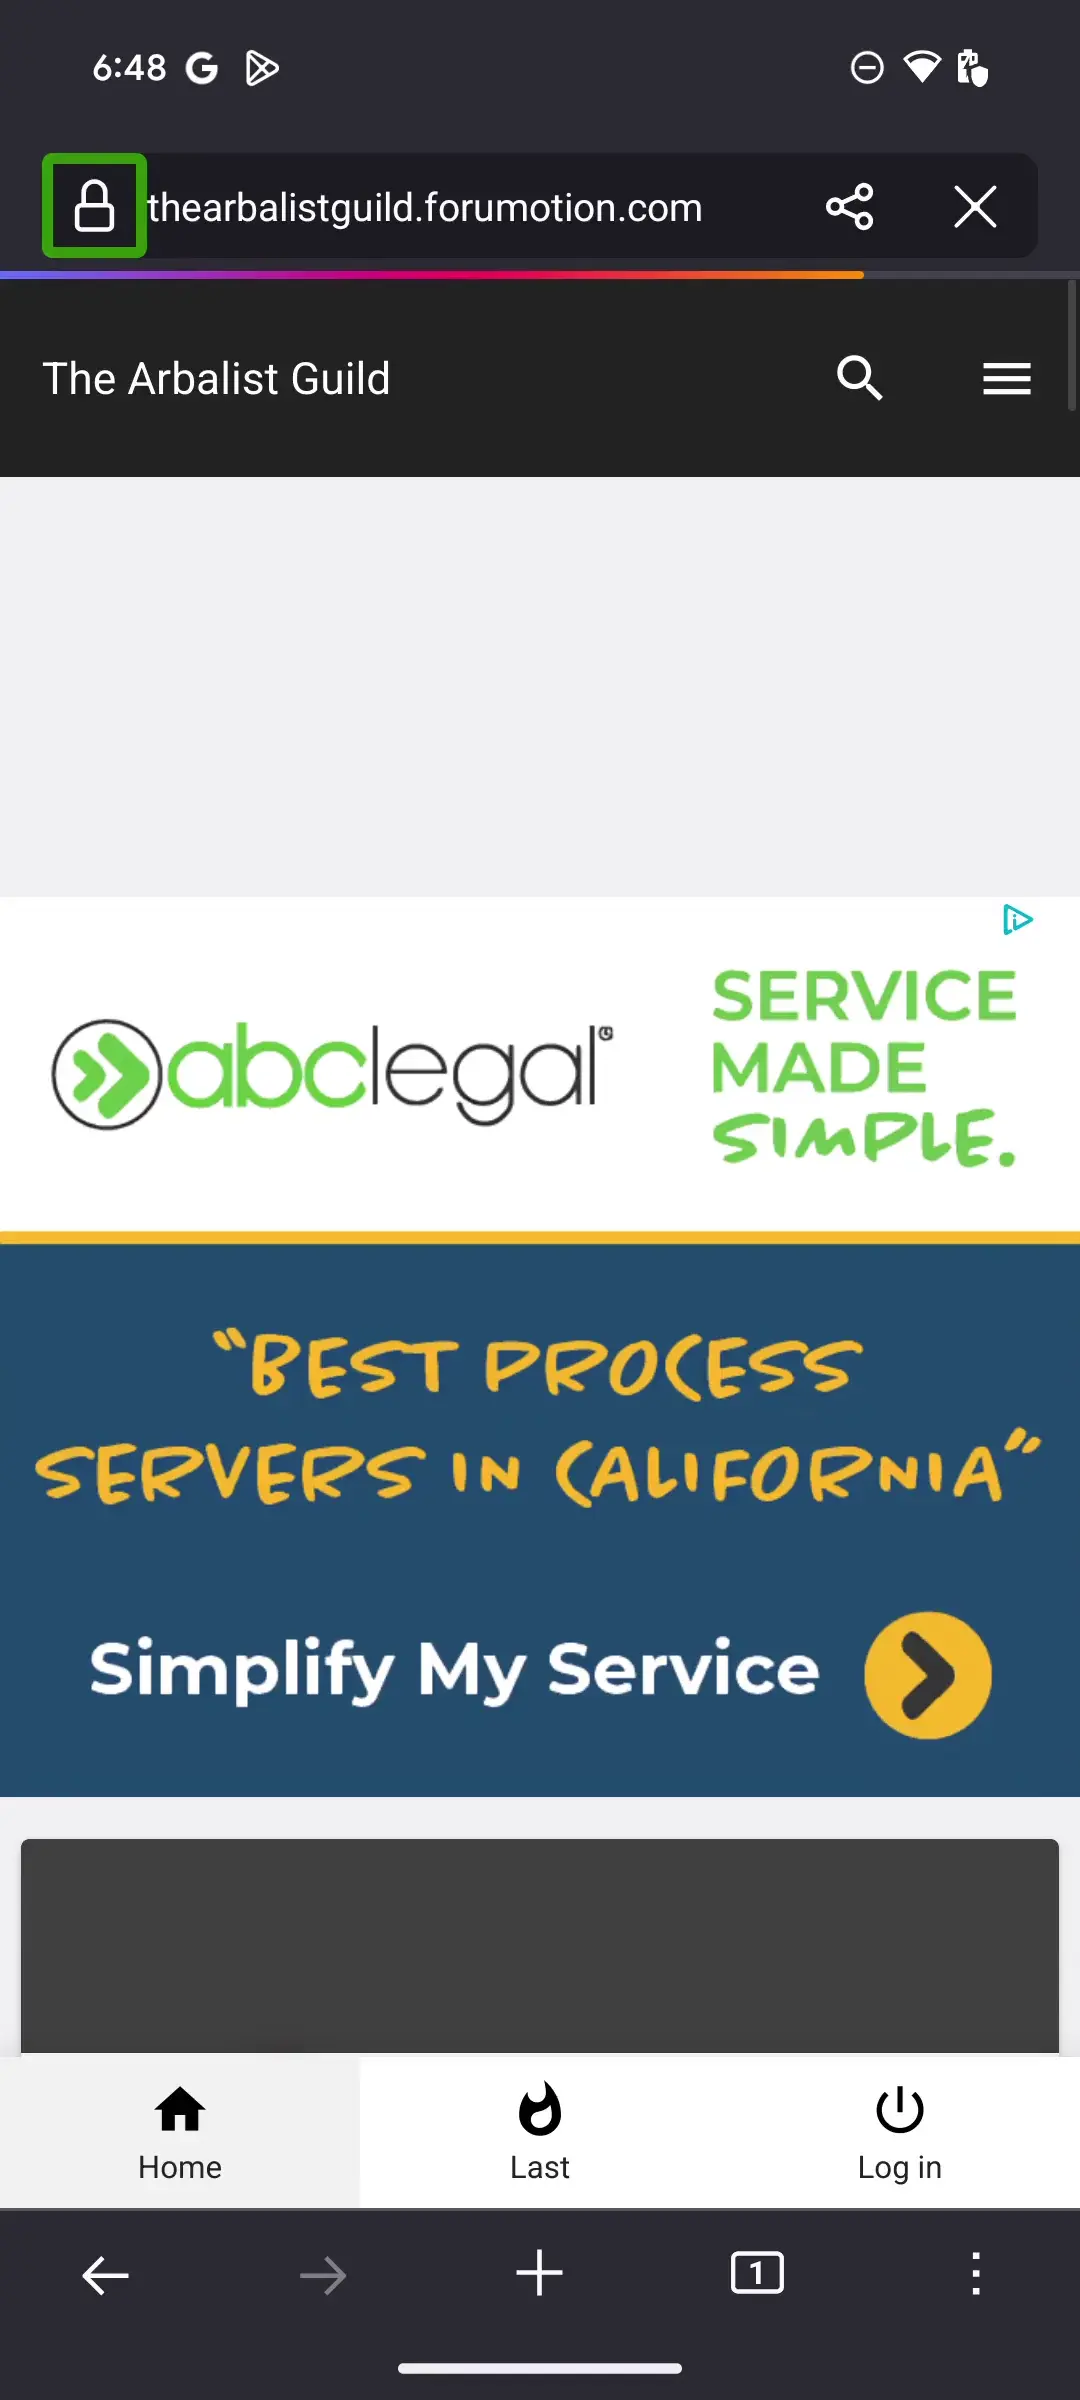 6:48
thearbalistguild.forumotion.com
The Arbalist Guild
abclegal
SERVICE
MADE
SIMPLE.
"BEST PROCESS
SERVERS IN CALIFORNIA"
Simplify My Service
Home
Last
Log in
1